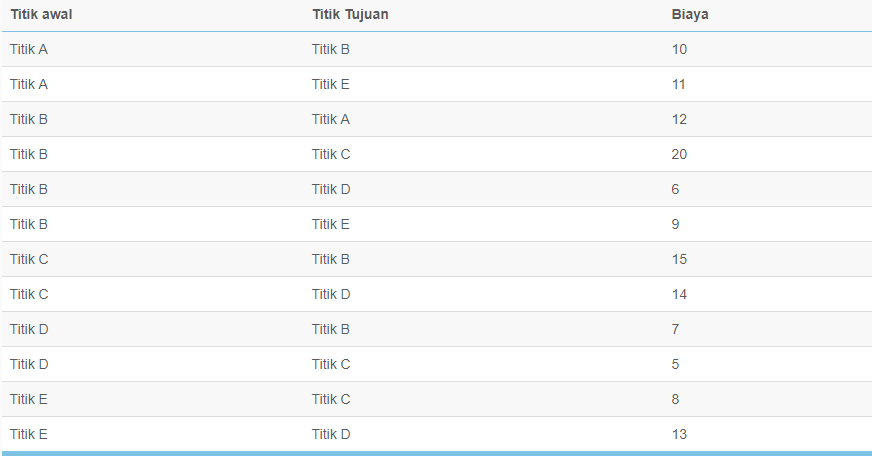 Titik awal Titik Tujuan Biaya
Titik A Titik B 10
Titik A Titik E 11
Titik B Titik A 12
Titik B Titik C 20
Titik B Titik D 6
Titik B Titik E 9
Titik C Titik B 15
Titik C Titik D 14
Titik D Titik B 7
Titik D Titik C 5
Titik E Titik C 8
Titik E Titik D 13